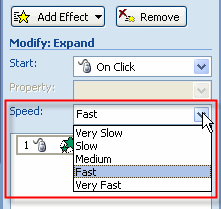 Add Effect Remove
Modify: Expand
Start: On Click
Property:
Speed: Fast
Very Slow
1 Slow
Medium
Fast
Very Fast